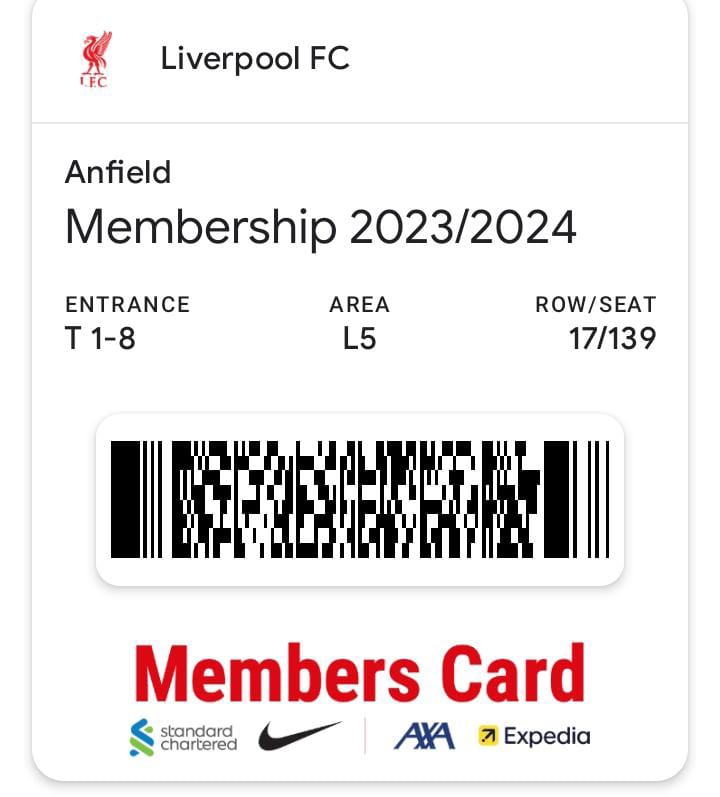 L.F.C
Liverpool FC
Anfield
Membership 2023/2024
ENTRANCE AREA ROW/SEAT
T 1-8 L5 17/139
Members Card
standard chartered AXA Expedia